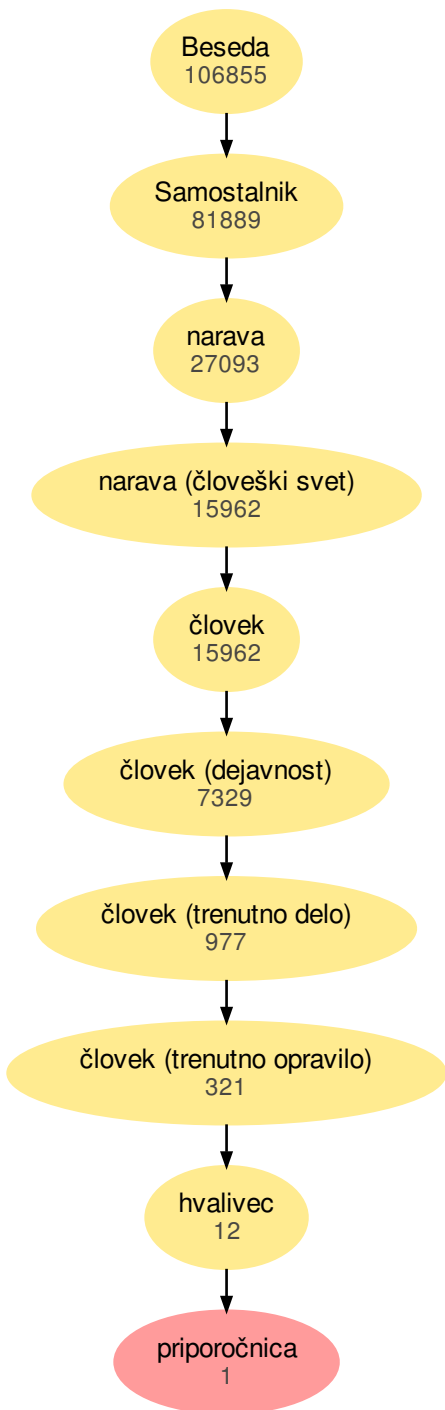 Beseda
106855
Samostalnik
81889
narava
27093
narava (človeški svet)
15962
človek
15962
človek (dejavnost)
7329
človek (trenutno delo)
977
človek (trenutno opravilo)
321
hvalivec
12
priporočnica
1